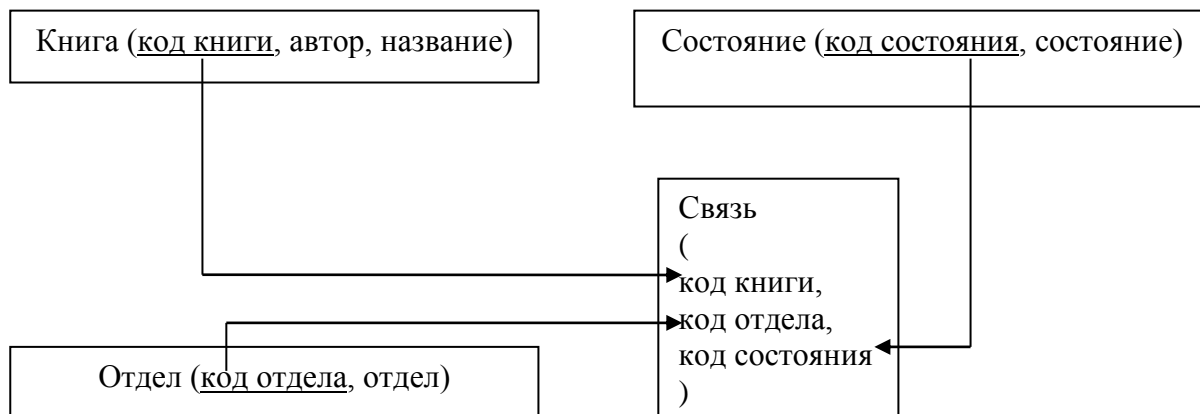 Книга (код книги, автор, название)
Состояние (код состояния, состояние)
Связь
(
код книги,
код отдела,
код состояния
)
Отдел (код отдела, отдел)